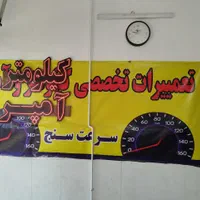 تعمیرات تخصصی کیلومتر
آمپر
سرعت سنج